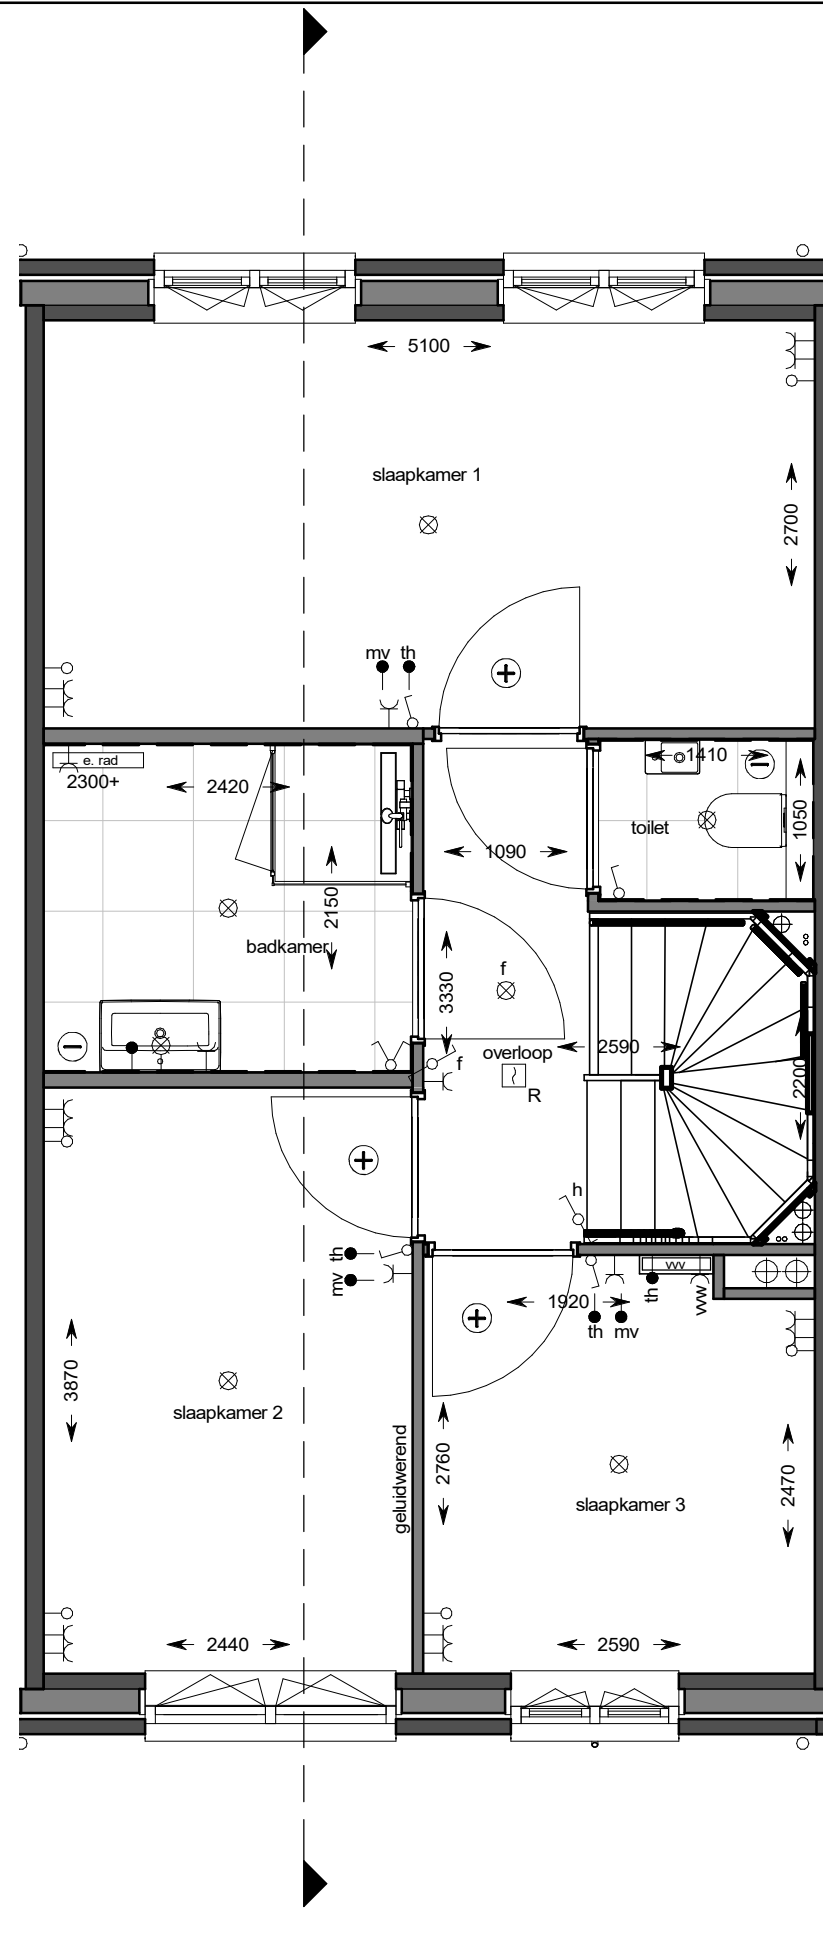 5100
slaapkamer 1
2700
mv th
e. rad
2300+
2420
1410
toilet
1050
1090
2150
badkamer
3330
f
overloop
2590
2200
f
R
h
th
mv
vvv
vvv
th
1920
th mv
3870
slaapkamer 2
geluidwerend
2760
slaapkamer 3
2470
2440
2590